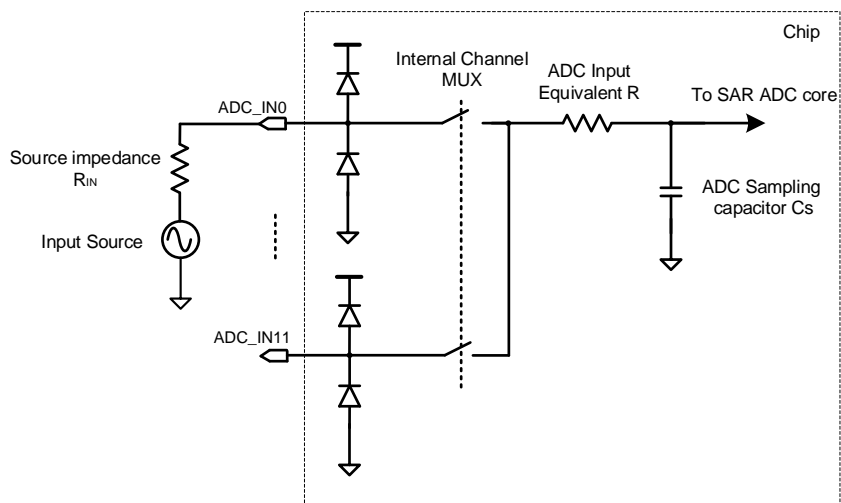 Chip
Internal Channel
MUX
ADC Input
Equivalent R
To SAR ADC core
ADC_IN0
Source impedance
RIN
Input Source
ADC Sampling
capacitor Cs
ADC_IN11